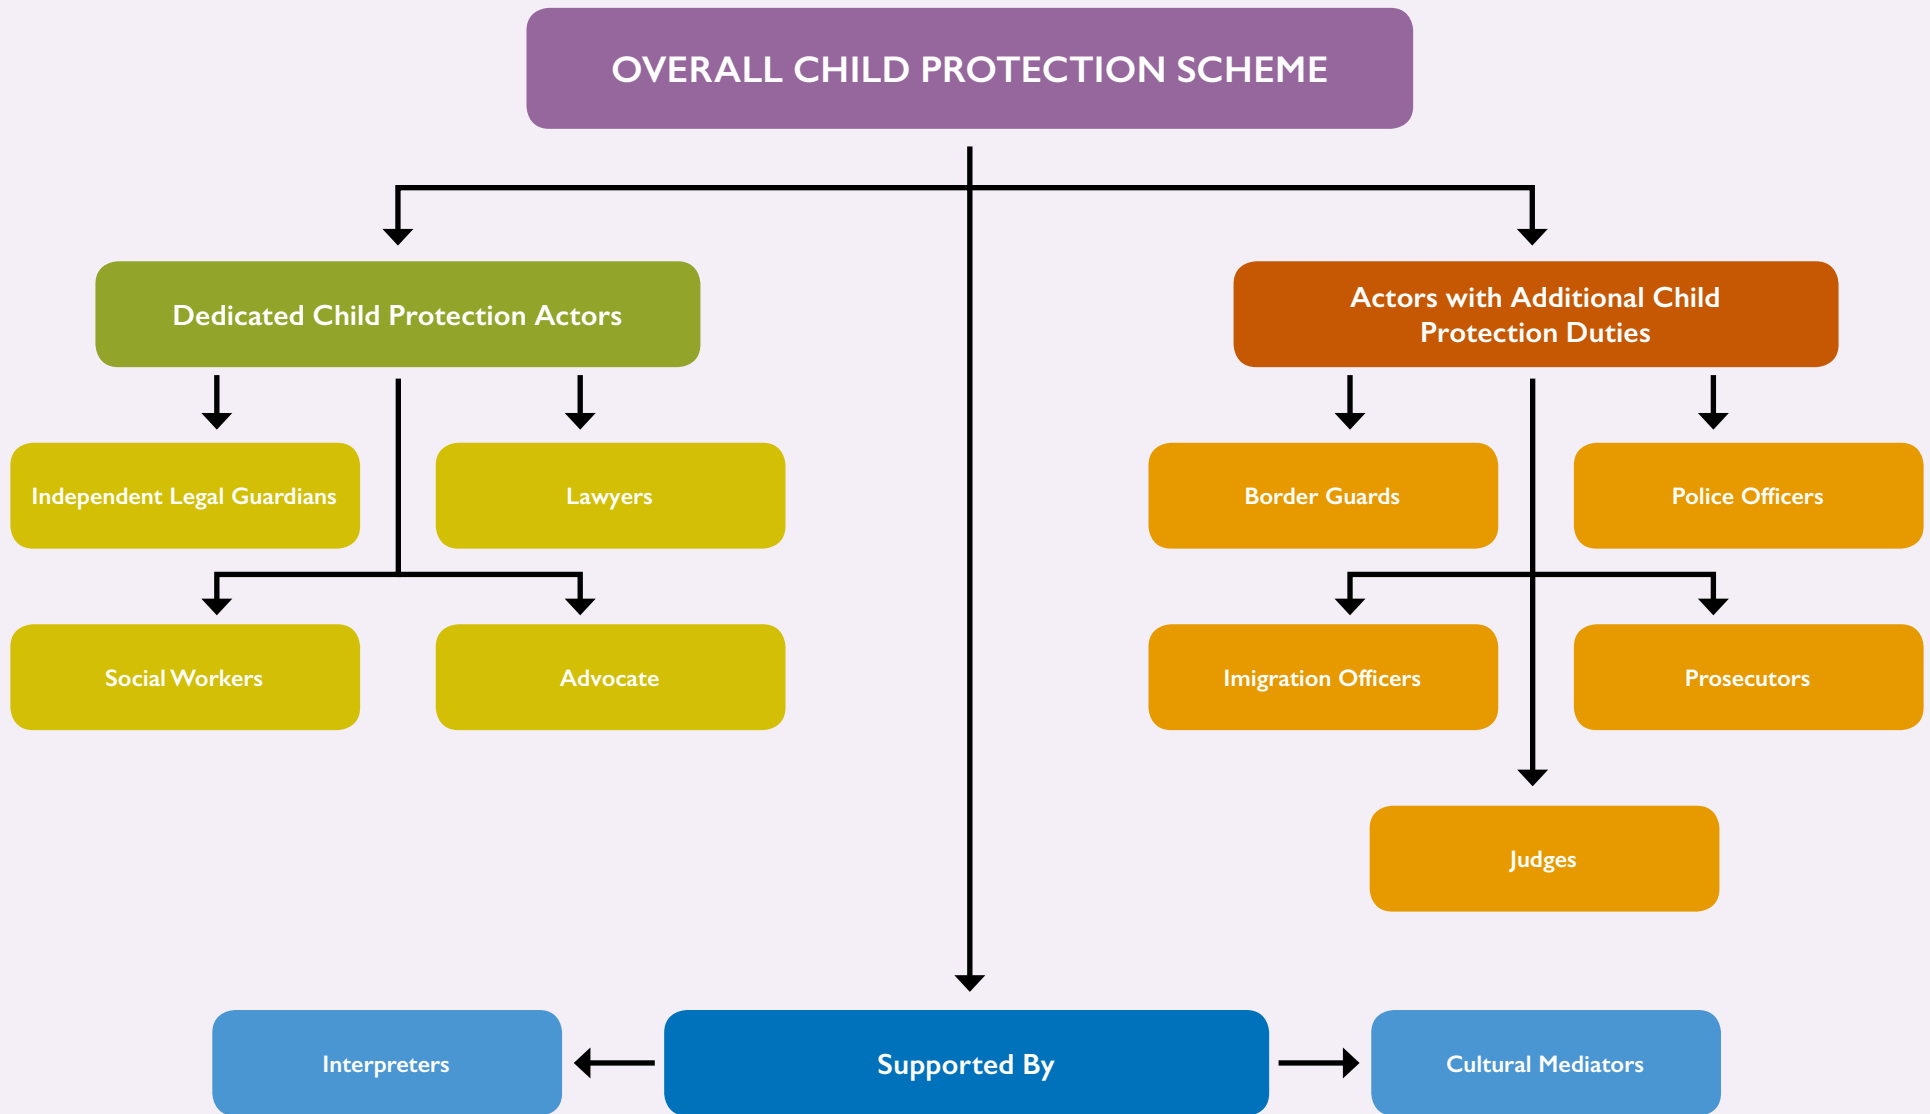 OVERALL CHILD PROTECTION SCHEME
Dedicated Child Protection Actors
Actors with Additional Child
Protection Duties
Independent Legal Guardians
Lawyers
Border Guards
Police Officers
Social Workers
Advocate
Imigration Officers
Prosecutors
Judges
Interpreters
Supported By
Cultural Mediators